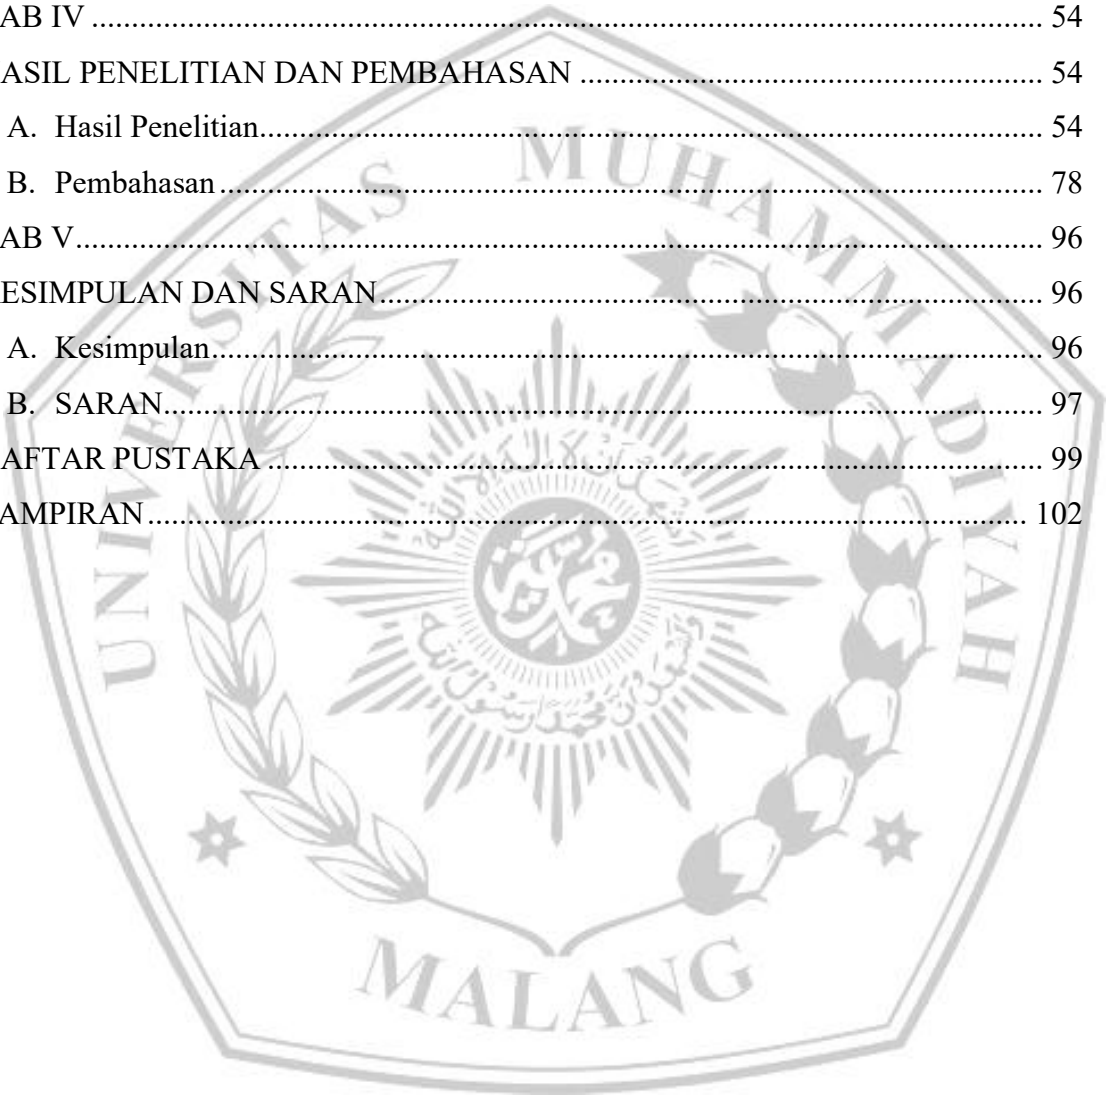 AB IV ........................................................................................................................ 54
ASIL PENELITIAN DAN PEMBAHASAN .......................................................... 54
A. Hasil Penelitian.................................................................................................. 54
B. Pembahasan ....................................................................................................... 78
AB V......................................................................................................................... 96
ESIMPULAN DAN SARAN................................................................................... 96
A. Kesimpulan........................................................................................................ 96
B. SARAN.............................................................................................................. 97
AFTAR PUSTAKA ................................................................................................. 99
AMPIRAN.............................................................................................................. 102
UNIVERSITAS MUHAMMADIYAH
MALANG